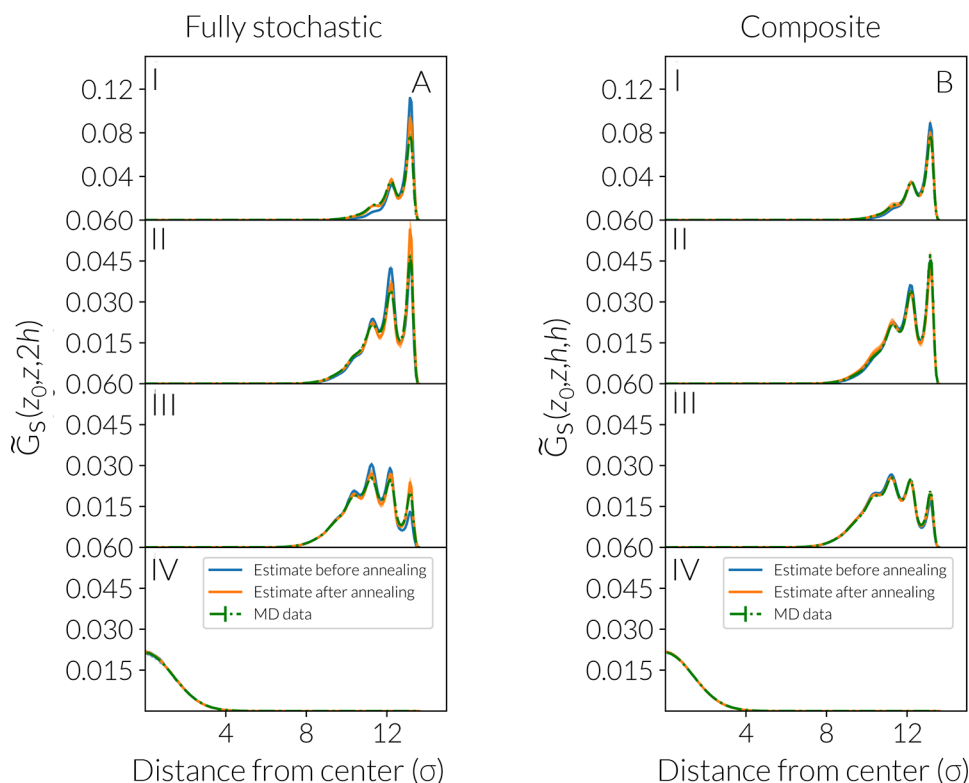 Fully stochastic
Composite
I
A
0.12
0.08
0.04
0.060
II
0.045
0.030
0.015
0.060
III
0.045
0.030
0.015
0.060
IV
0.045
0.030
0.015
Estimate before annealing
Estimate after annealing
MD data
4 8 12
Distance from center (σ)
G̃s(z0,z,2h)
I
B
0.12
0.08
0.04
0.060
II
0.045
0.030
0.015
0.060
III
0.045
0.030
0.015
0.060
IV
0.045
0.030
0.015
Estimate before annealing
Estimate after annealing
MD data
4 8 12
Distance from center (σ)
G̃s(z0,z,h,h)